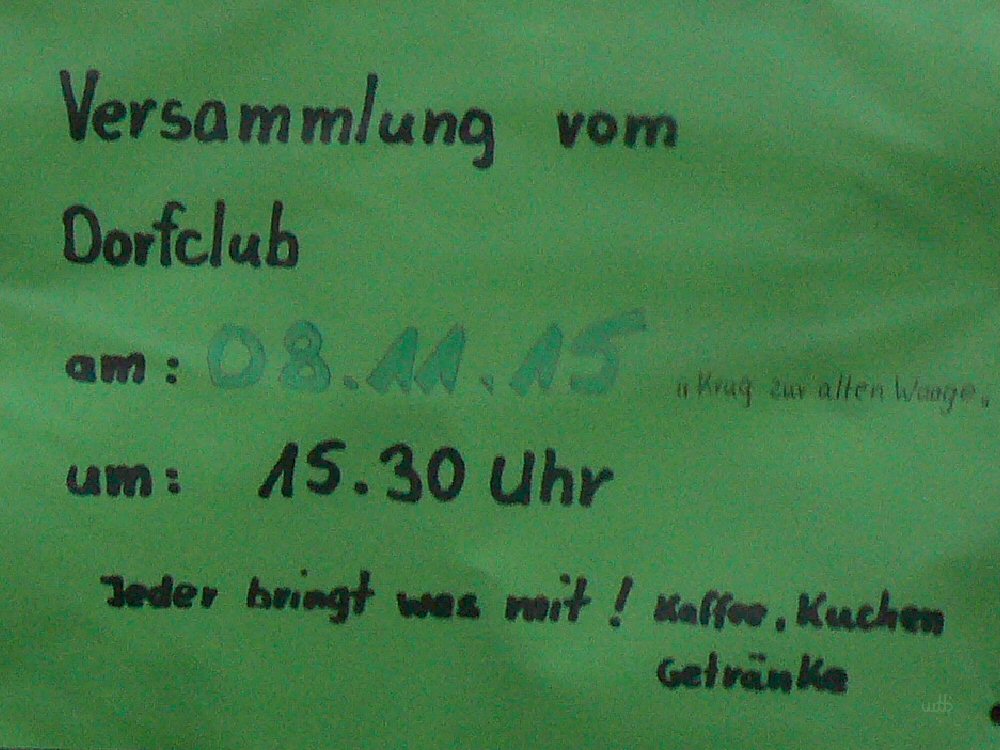 Versammlung vom
Dorfclub
am: 08.11.15 "Krug zur alten Waage"
um: 15.30 Uhr
Jeder bringt was mit! Kaffee, Kuchen
Getränke